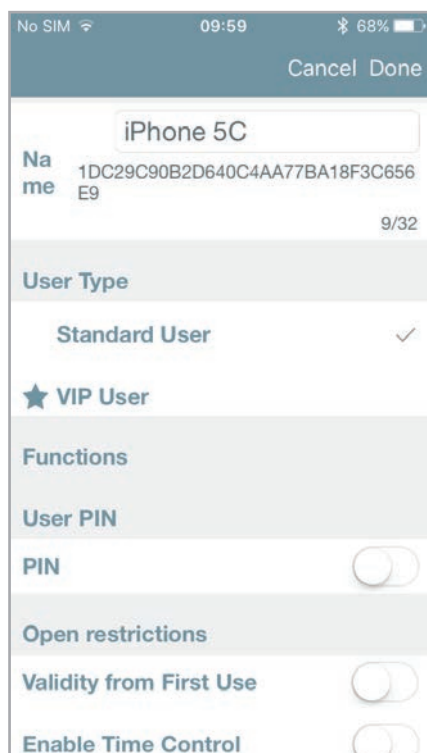 No SIM 09:59 68%
Cancel Done
iPhone 5C
Na
me
1DC29C90B2D640C4AA77BA18F3C656
E9
9/32
User Type
Standard User
VIP User
Functions
User PIN
PIN
Open restrictions
Validity from First Use
Enable Time Control